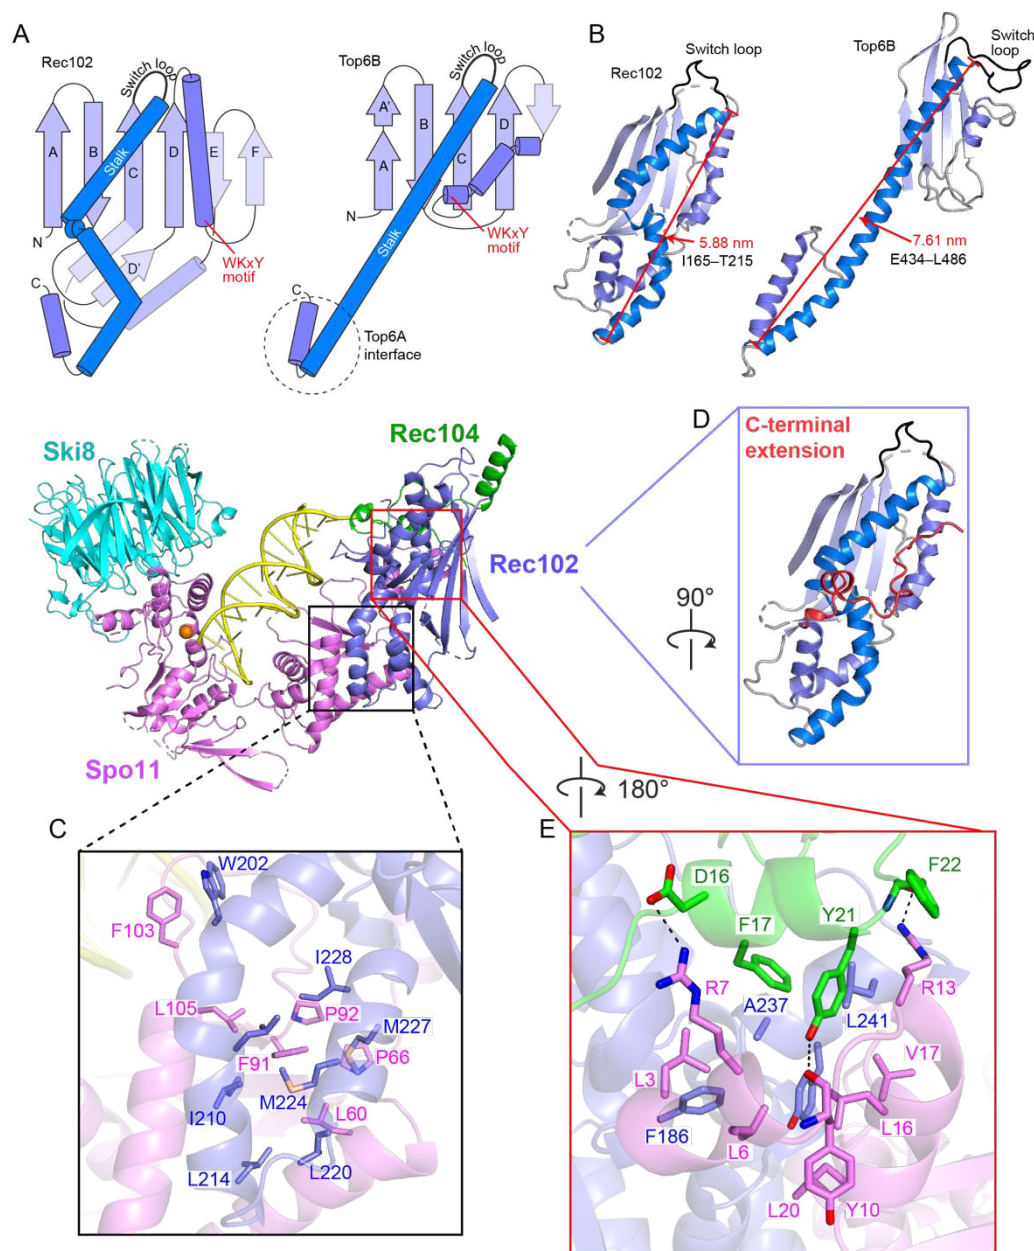 A
Rec102
Switch loop
A
B
C
D
E
F
Stalk
N
D'
WKxY
motif
C
Top6B
Switch loop
A'
A
B
C
D
Stalk
N
WKxY
motif
C
Top6A
interface
B
Rec102
Switch loop
5.88 nm
I165–T215
Top6B
Switch
loop
7.61 nm
E434–L486
Ski8
Rec104
Rec102
Spo11
90°
D
C-terminal
extension
180°
C
W202
F103
I228
L105
P92
M227
F91
P66
M224
I210
L60
L214
L220
E
D16
F22
F17
Y21
R7
R13
A237
L241
V17
L3
L16
F186
L6
L20
Y10